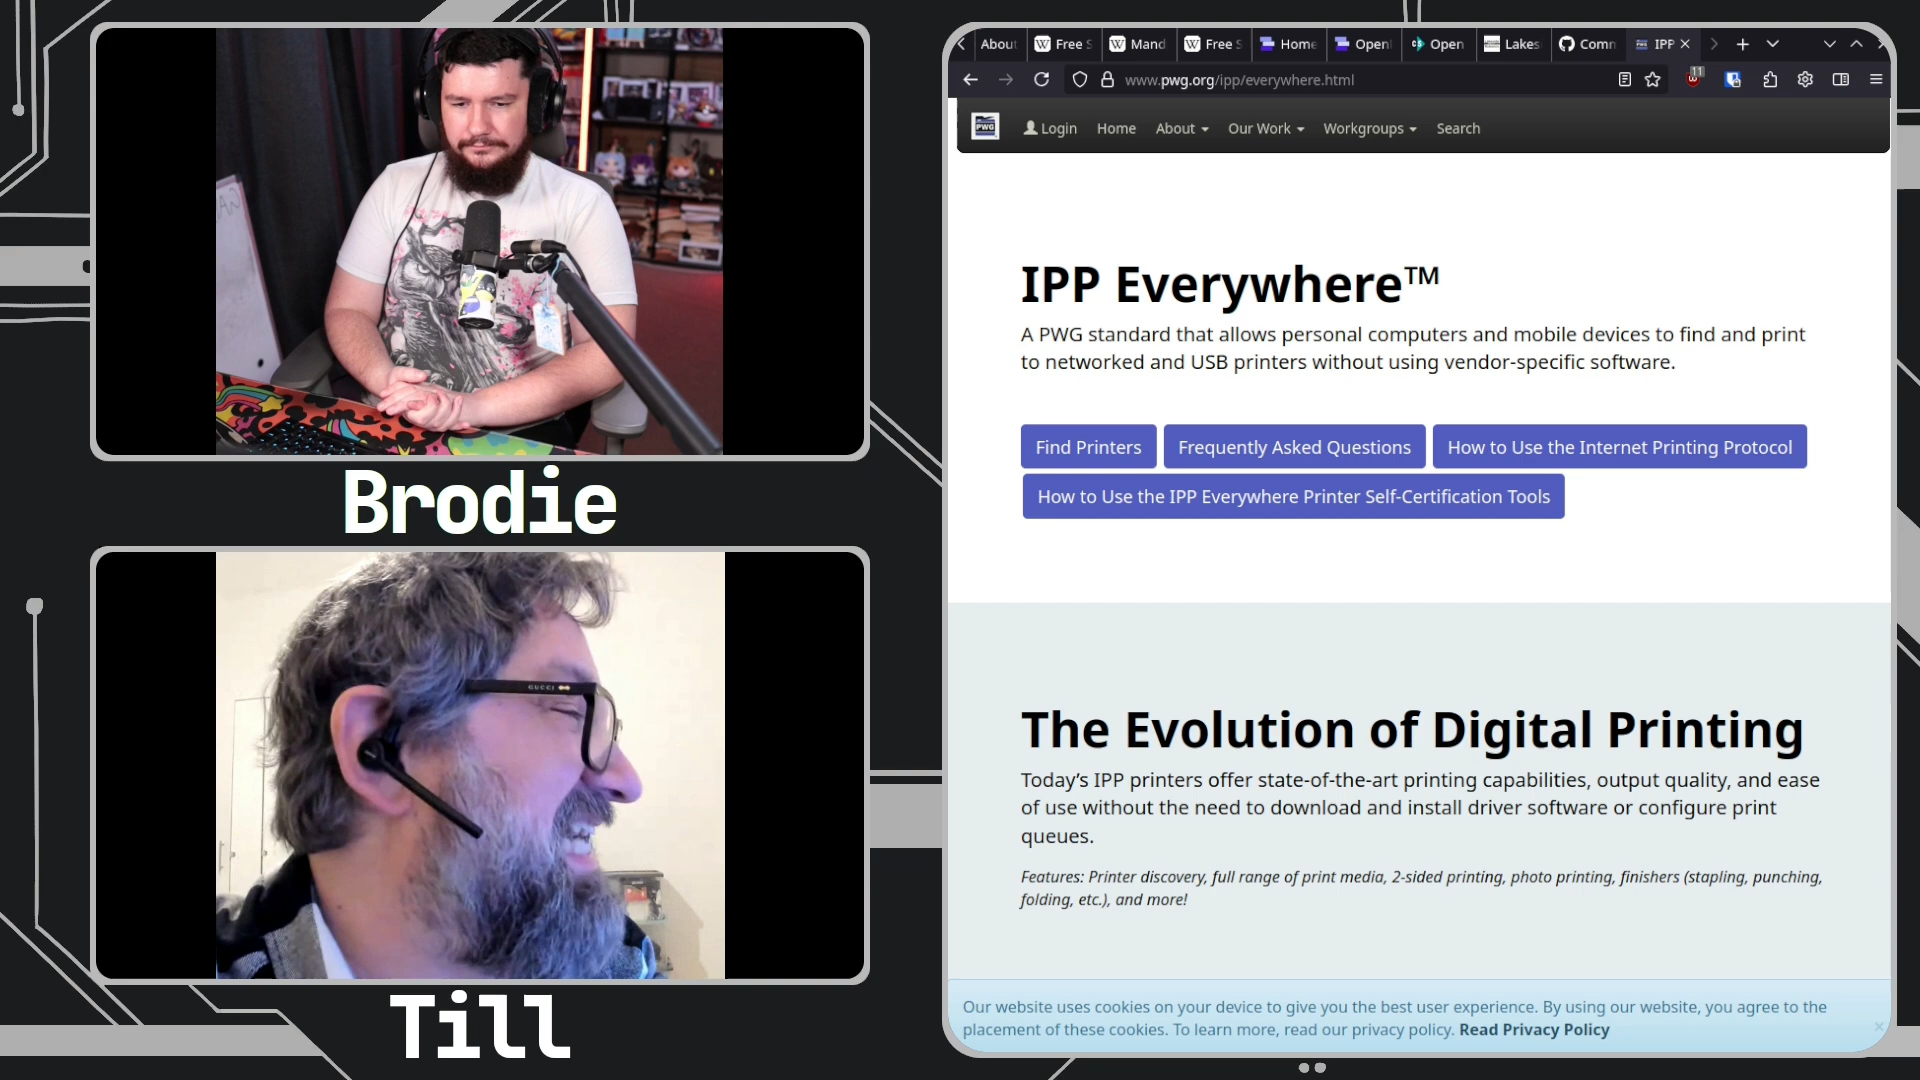 Brodie
GUCCI
Till
About
Free S
Mand
Free S
Home
Open
Open
Lakes
Comr
IPP
www.pwg.org/ipp/everywhere.html
11
PWG
Login
Home
About
Our Work
Workgroups
Search
IPP Everywhere™
A PWG standard that allows personal computers and mobile devices to find and print
to networked and USB printers without using vendor-specific software.
Find Printers
Frequently Asked Questions
How to Use the Internet Printing Protocol
How to Use the IPP Everywhere Printer Self-Certification Tools
The Evolution of Digital Printing
Today’s IPP printers offer state-of-the-art printing capabilities, output quality, and ease
of use without the need to download and install driver software or configure print
queues.
Features: Printer discovery, full range of print media, 2-sided printing, photo printing, finishers (stapling, punching,
folding, etc.), and more!
Our website uses cookies on your device to give you the best user experience. By using our website, you agree to the
placement of these cookies. To learn more, read our privacy policy. Read Privacy Policy